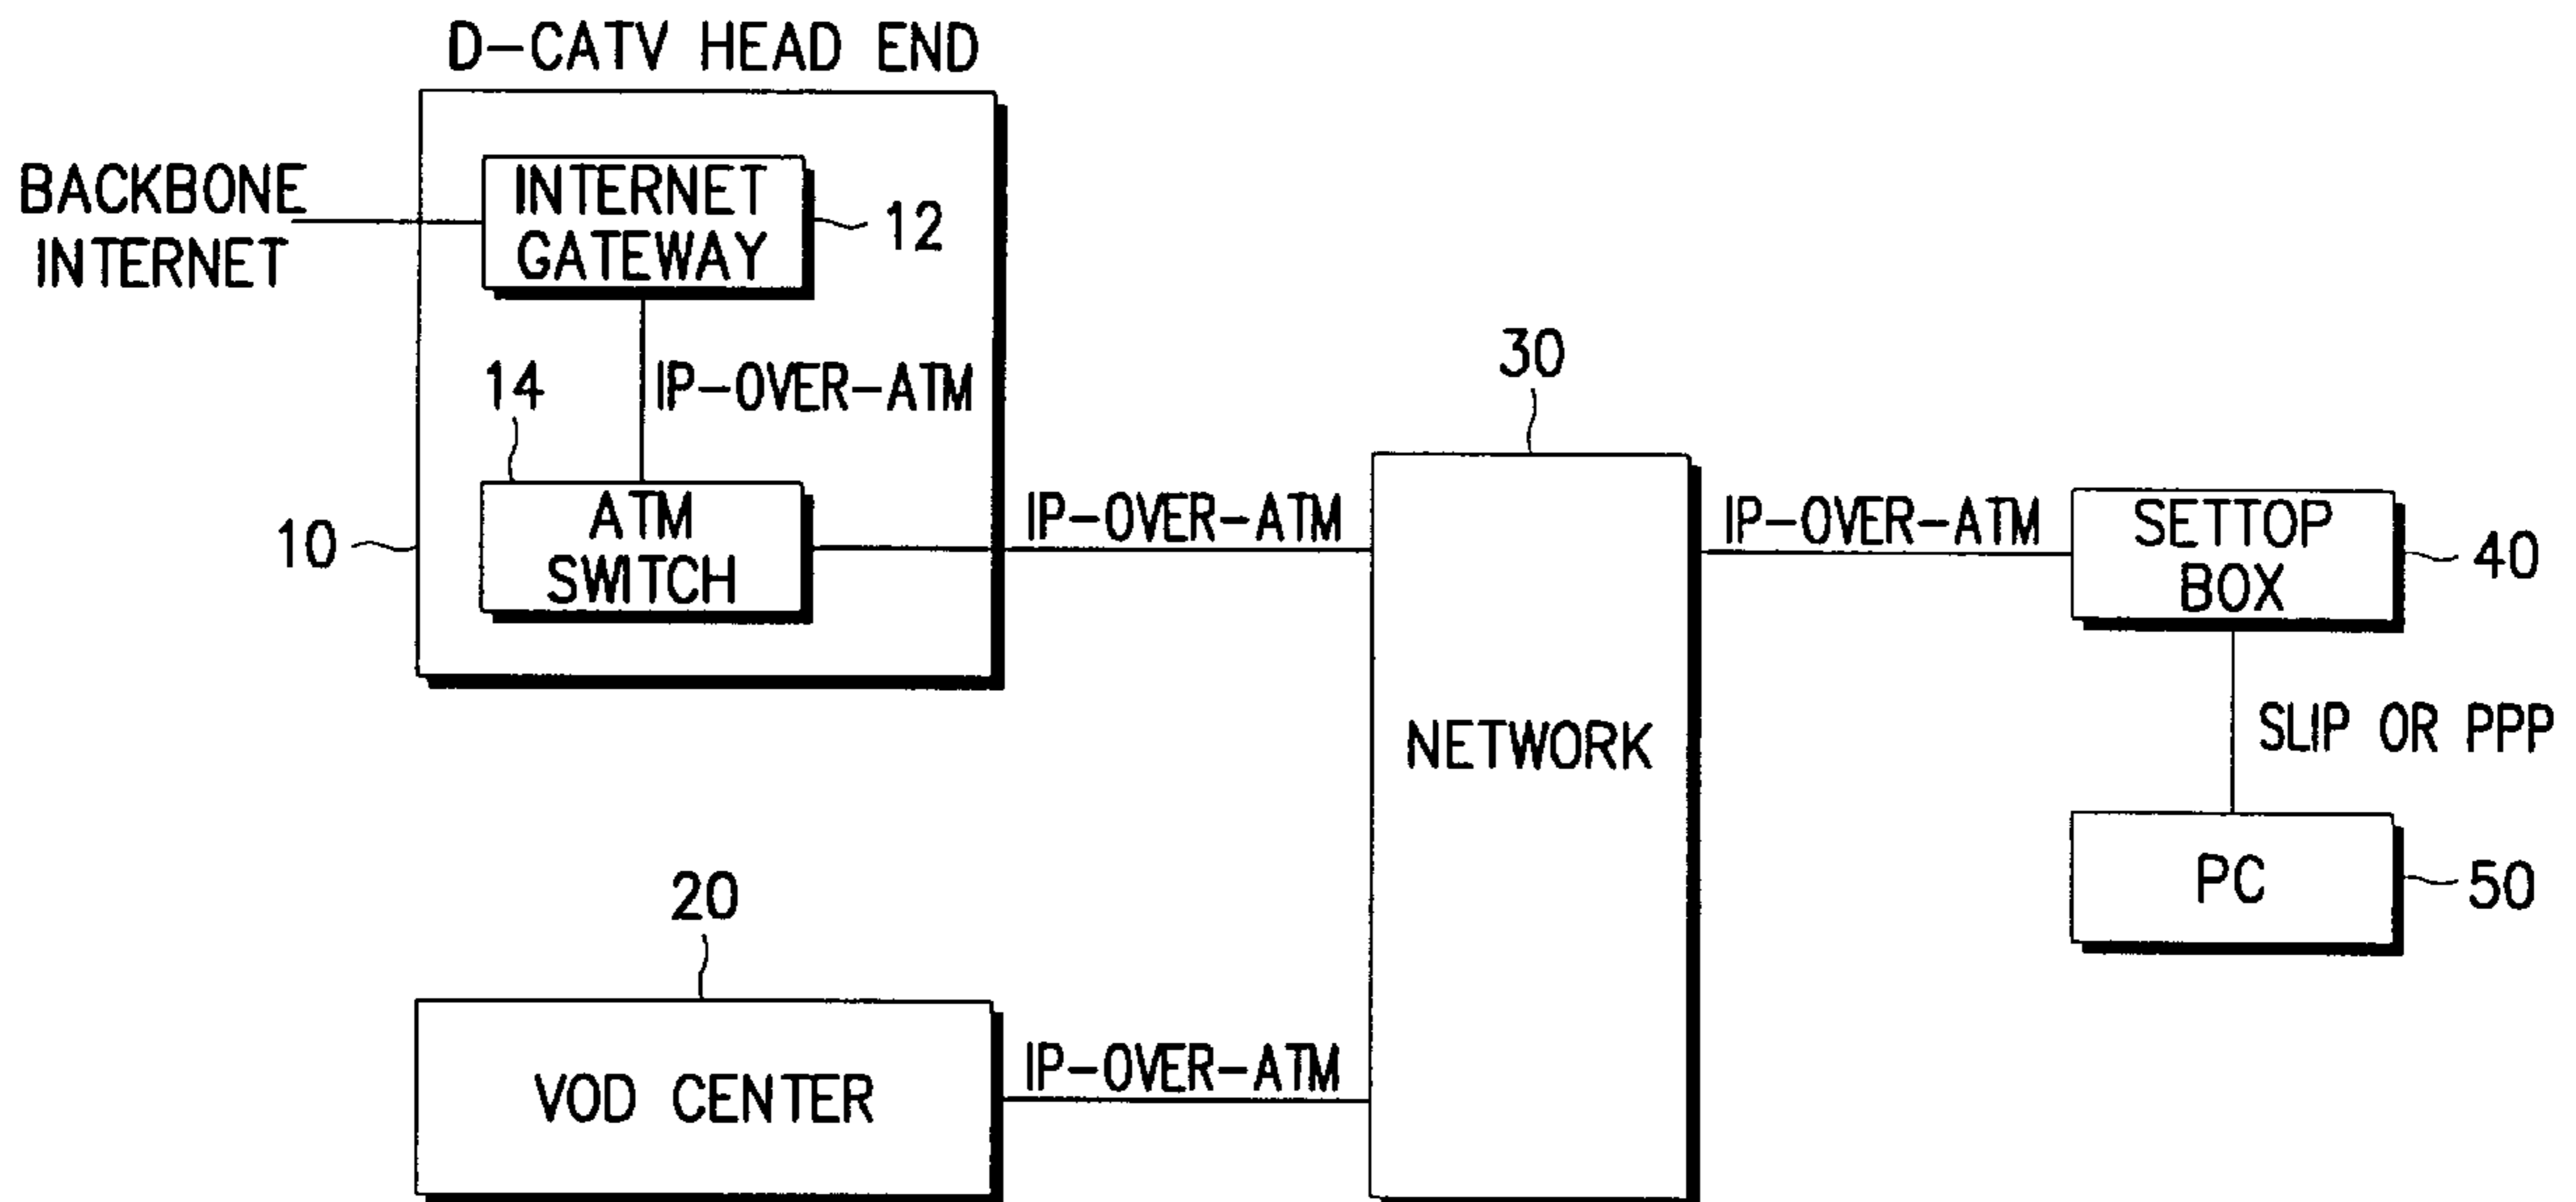 D-CATV HEAD END
BACKBONE
INTERNET
INTERNET
GATEWAY
12
IP-OVER-ATM
14
ATM
SWITCH
10
IP-OVER-ATM
30
NETWORK
IP-OVER-ATM
SETTOP
BOX
40
SLIP OR PPP
PC
50
20
VOD CENTER
IP-OVER-ATM